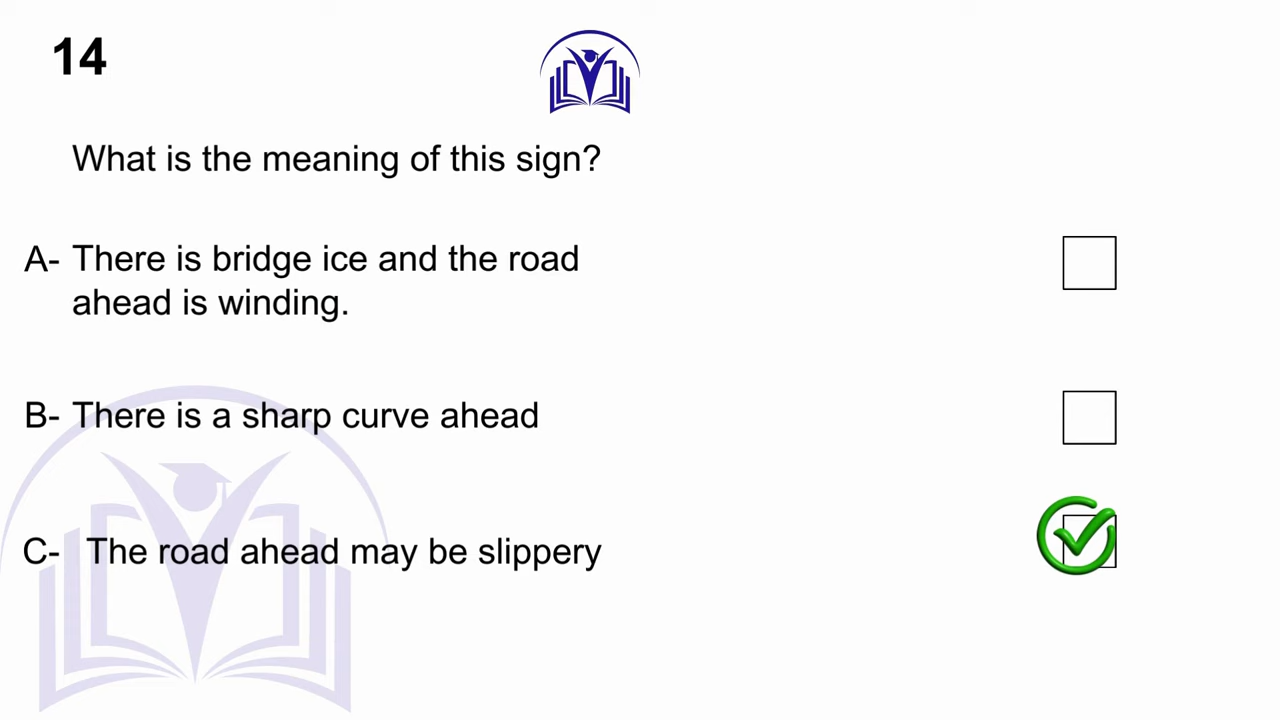 14
What is the meaning of this sign?
A- There is bridge ice and the road
ahead is winding.
B- There is a sharp curve ahead
C- The road ahead may be slippery